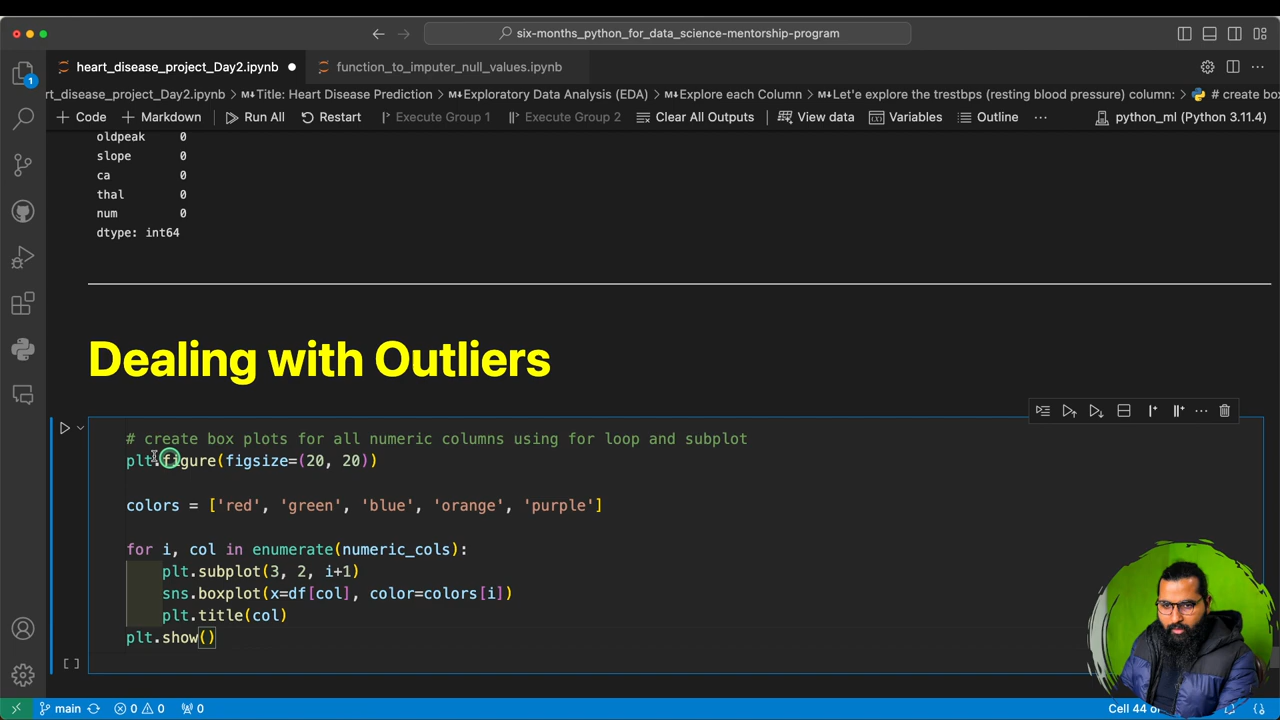 six-months_python_for_data_science-mentorship-program
heart_disease_project_Day2.ipynb
function_to_imputer_null_values.ipynb
rt_disease_project_Day2.ipynb > Title: Heart Disease Prediction > Exploratory Data Analysis (EDA) > Explore each Column > Let's explore the trestbps (resting blood pressure) column: > # create box
+ Code + Markdown Run All Restart Execute Group 1 Execute Group 2 Clear All Outputs View data Variables Outline ··· python_ml (Python 3.11.4)
oldpeak 0
slope 0
ca 0
thal 0
num 0
dtype: int64
Dealing with Outliers
# create box plots for all numeric columns using for loop and subplot
plt.figure(figsize=(20, 20))
colors = ['red', 'green', 'blue', 'orange', 'purple']
for i, col in enumerate(numeric_cols):
plt.subplot(3, 2, i+1)
sns.boxplot(x=df[col], color=colors[i])
plt.title(col)
plt.show()
[ ]
1
main 0 0 0
Cell 44 o